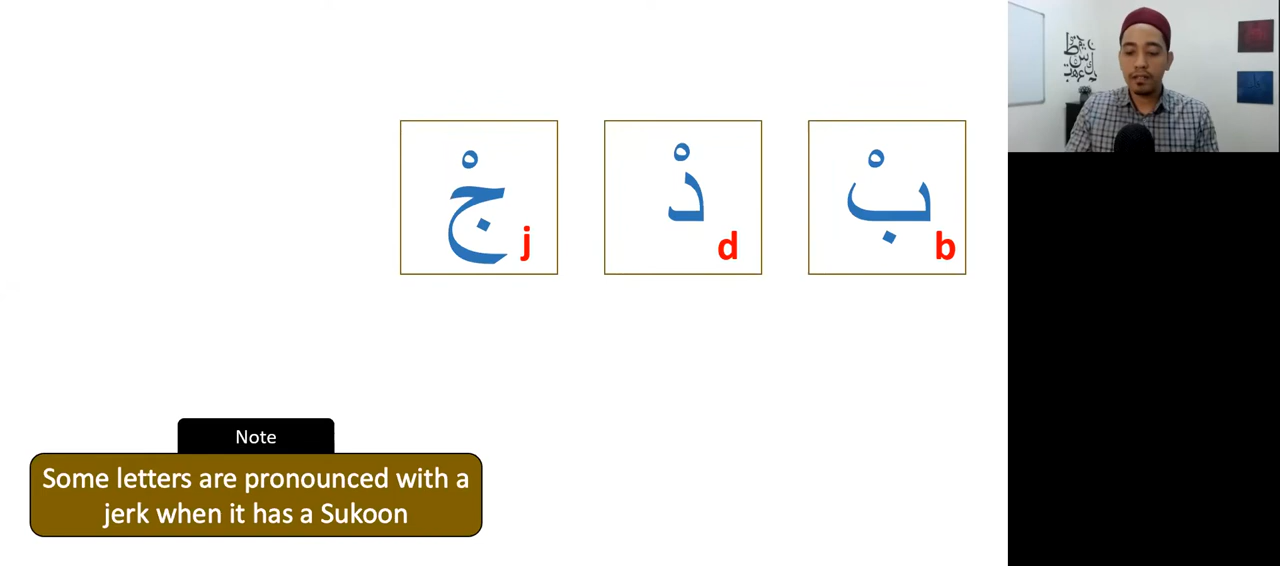 بْ
b
دْ
d
جْ
j
Note
Some letters are pronounced with a
jerk when it has a Sukoon